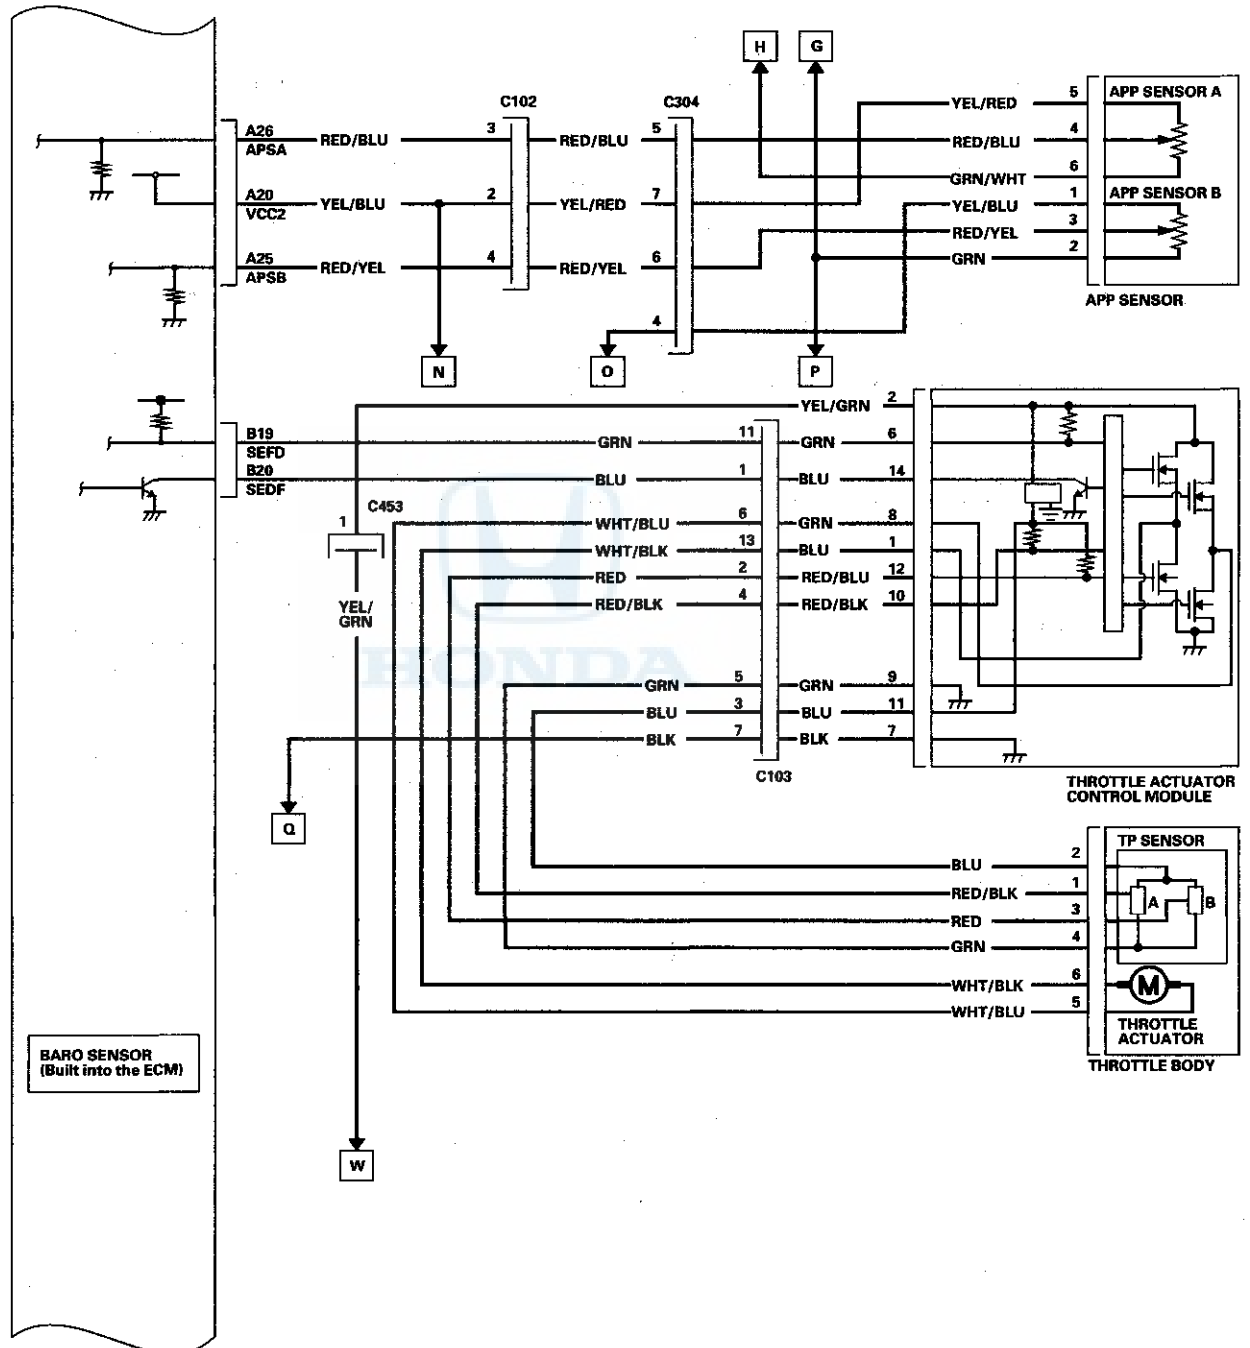 H G
C102 C304
YEL/RED 5 APP SENSOR A
A26 RED/BLU 3 RED/BLU 5 RED/BLU 4
APSA
GRN/WHT 6
A20 YEL/BLU 2 YEL/RED 7 YEL/BLU 1 APP SENSOR B
VCC2
RED/YEL 3
A25 RED/YEL 4 RED/YEL 6 GRN 2
APSB
APP SENSOR
4
N O P
YEL/GRN 2
B19 GRN 11 GRN 6
SEFD
B20 BLU 1 BLU 14
SEDF
C453
1 WHT/BLU 6 GRN 8
WHT/BLK 13 BLU 1
RED 2 RED/BLU 12
YEL/ RED/BLK 4 RED/BLK 10
GRN
HONDA
GRN 5 GRN 9
BLU 3 BLU 11
BLK 7 BLK 7
C103
THROTTLE ACTUATOR
CONTROL MODULE
Q
TP SENSOR
BLU 2
RED/BLK 1 A B
RED 3
GRN 4
WHT/BLK 6 M
WHT/BLU 5
THROTTLE
ACTUATOR
THROTTLE BODY
BARO SENSOR
(Built into the ECM)
W